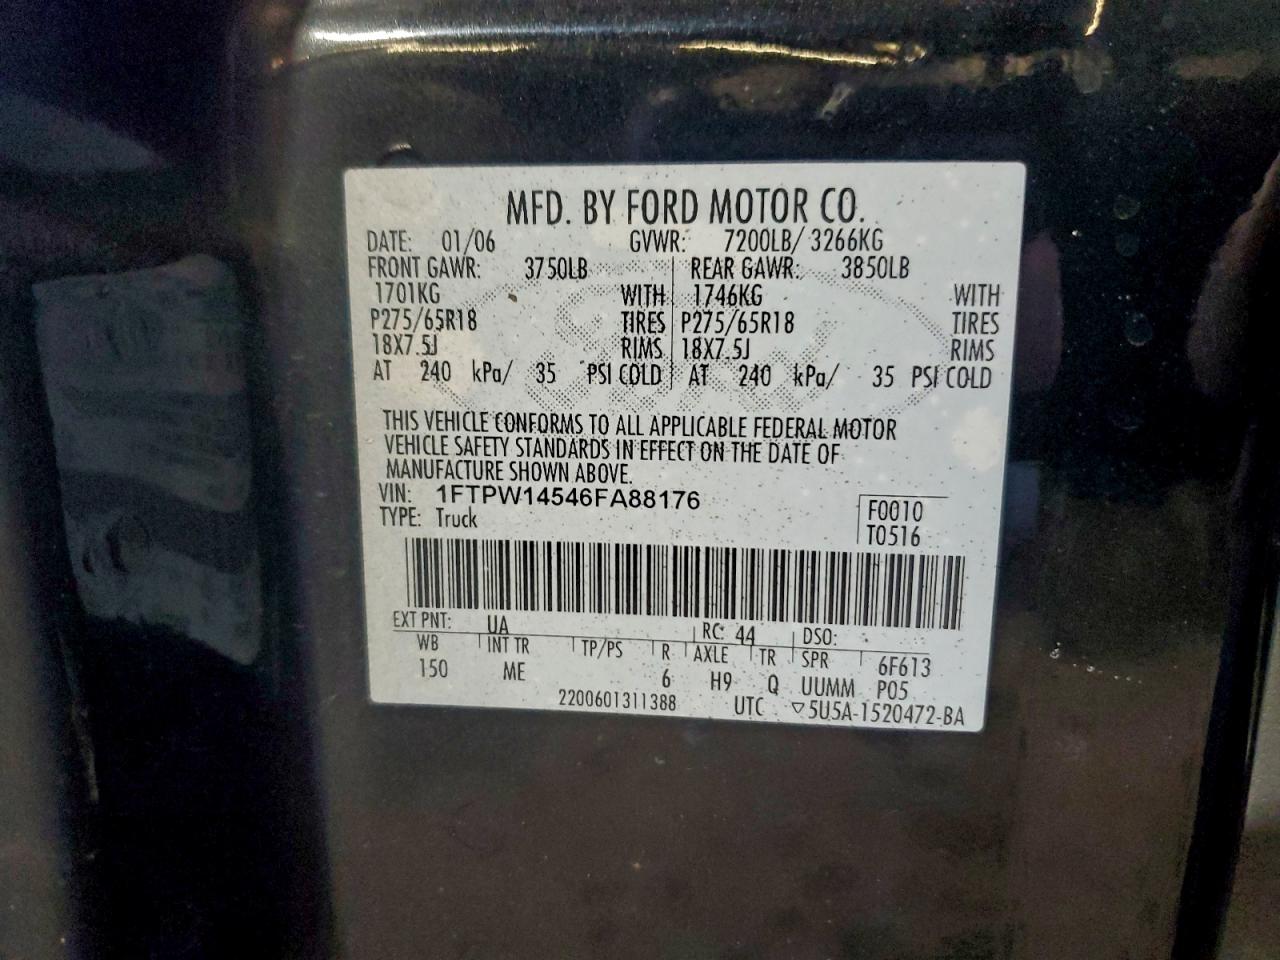 MFD. BY FORD MOTOR CO.
DATE: 01/06 GVWR: 7200LB/ 3266KG
FRONT GAWR: 3750LB REAR GAWR: 3850LB
1701KG WITH 1746KG WITH
P275/65R18 TIRES P275/65R18 TIRES
18X7.5J RIMS 18X7.5J RIMS
AT 240 kPa/ 35 PSI COLD AT 240 kPa/ 35 PSI COLD
THIS VEHICLE CONFORMS TO ALL APPLICABLE FEDERAL MOTOR
VEHICLE SAFETY STANDARDS IN EFFECT ON THE DATE OF
MANUFACTURE SHOWN ABOVE.
VIN: 1FTPW14546FA88176 F0010
TYPE: Truck T0516
EXT PNT: UA RC: 44 DSO:
WB INT TR TP/PS R AXLE TR SPR 6F613
150 ME 6 H9 Q UUMM P05
2200601311388 UTC ▽5U5A-1520472-BA